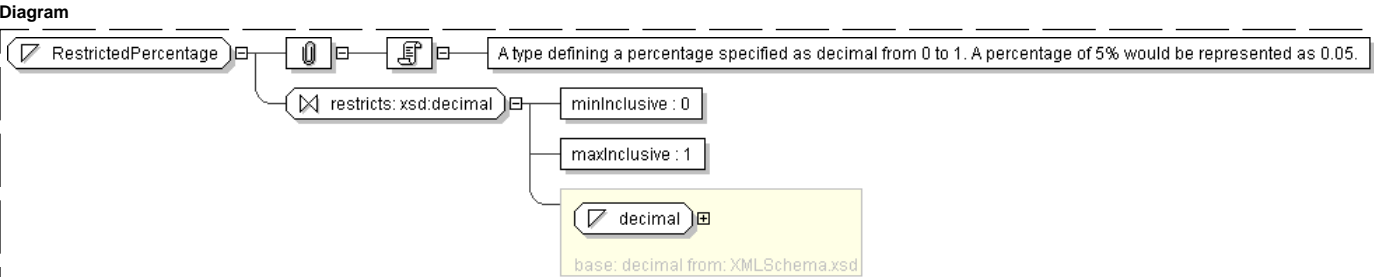 Diagram
RestrictedPercentage
A type defining a percentage specified as decimal from 0 to 1. A percentage of 5% would be represented as 0.05.
restricts: xsd:decimal
minInclusive : 0
maxInclusive : 1
decimal
base: decimal from: XMLSchema.xsd